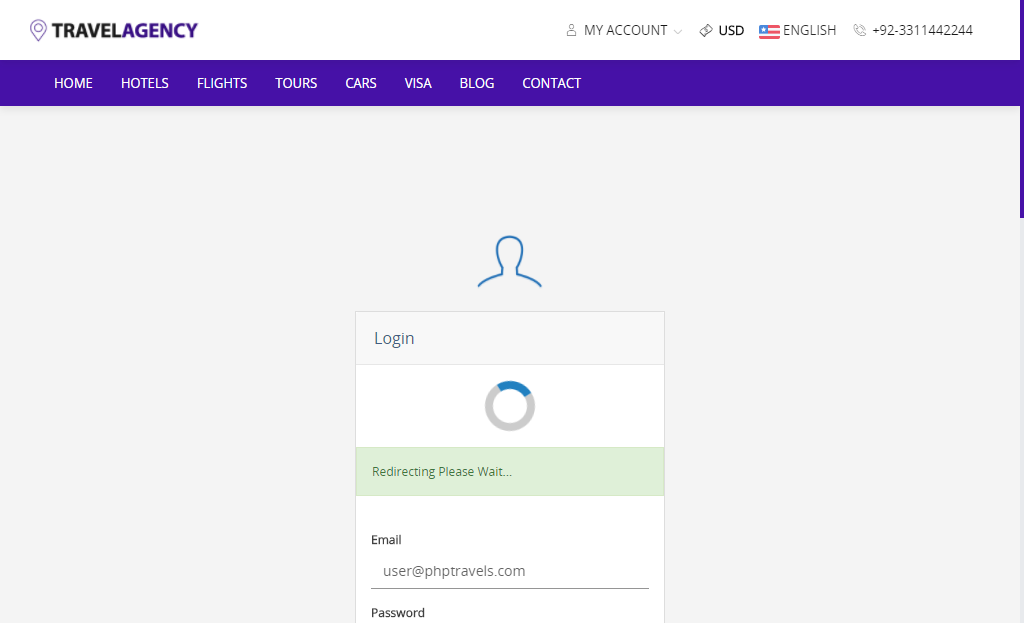 TRAVELAGENCY
MY ACCOUNT USD ENGLISH +92-3311442244
HOME HOTELS FLIGHTS TOURS CARS VISA BLOG CONTACT
Login
Redirecting Please Wait...
Email
user@phptravels.com
Password